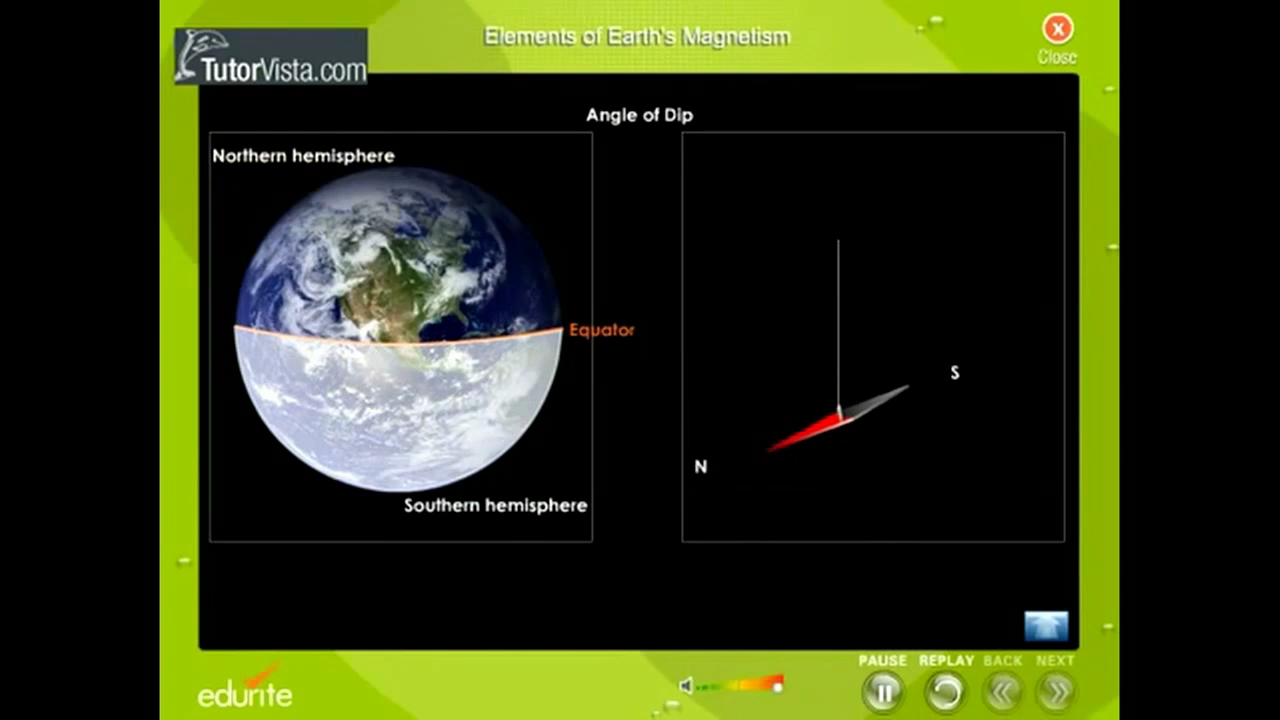 Elements of Earth's Magnetism
Close
TutorVista.com
Angle of Dip
Northern hemisphere
Equator
S
N
Southern hemisphere
PAUSE REPLAY BACK NEXT
edurite